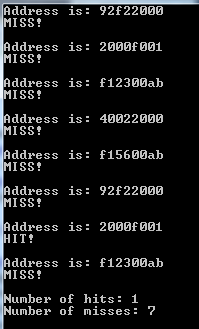 Address is: 92f22000
MISS!
Address is: 2000f001
MISS!
Address is: f12300ab
MISS!
Address is: 40022000
MISS!
Address is: f15600ab
MISS!
Address is: 92f22000
MISS!
Address is: 2000f001
HIT!
Address is: f12300ab
MISS!
Number of hits: 1
Number of misses: 7